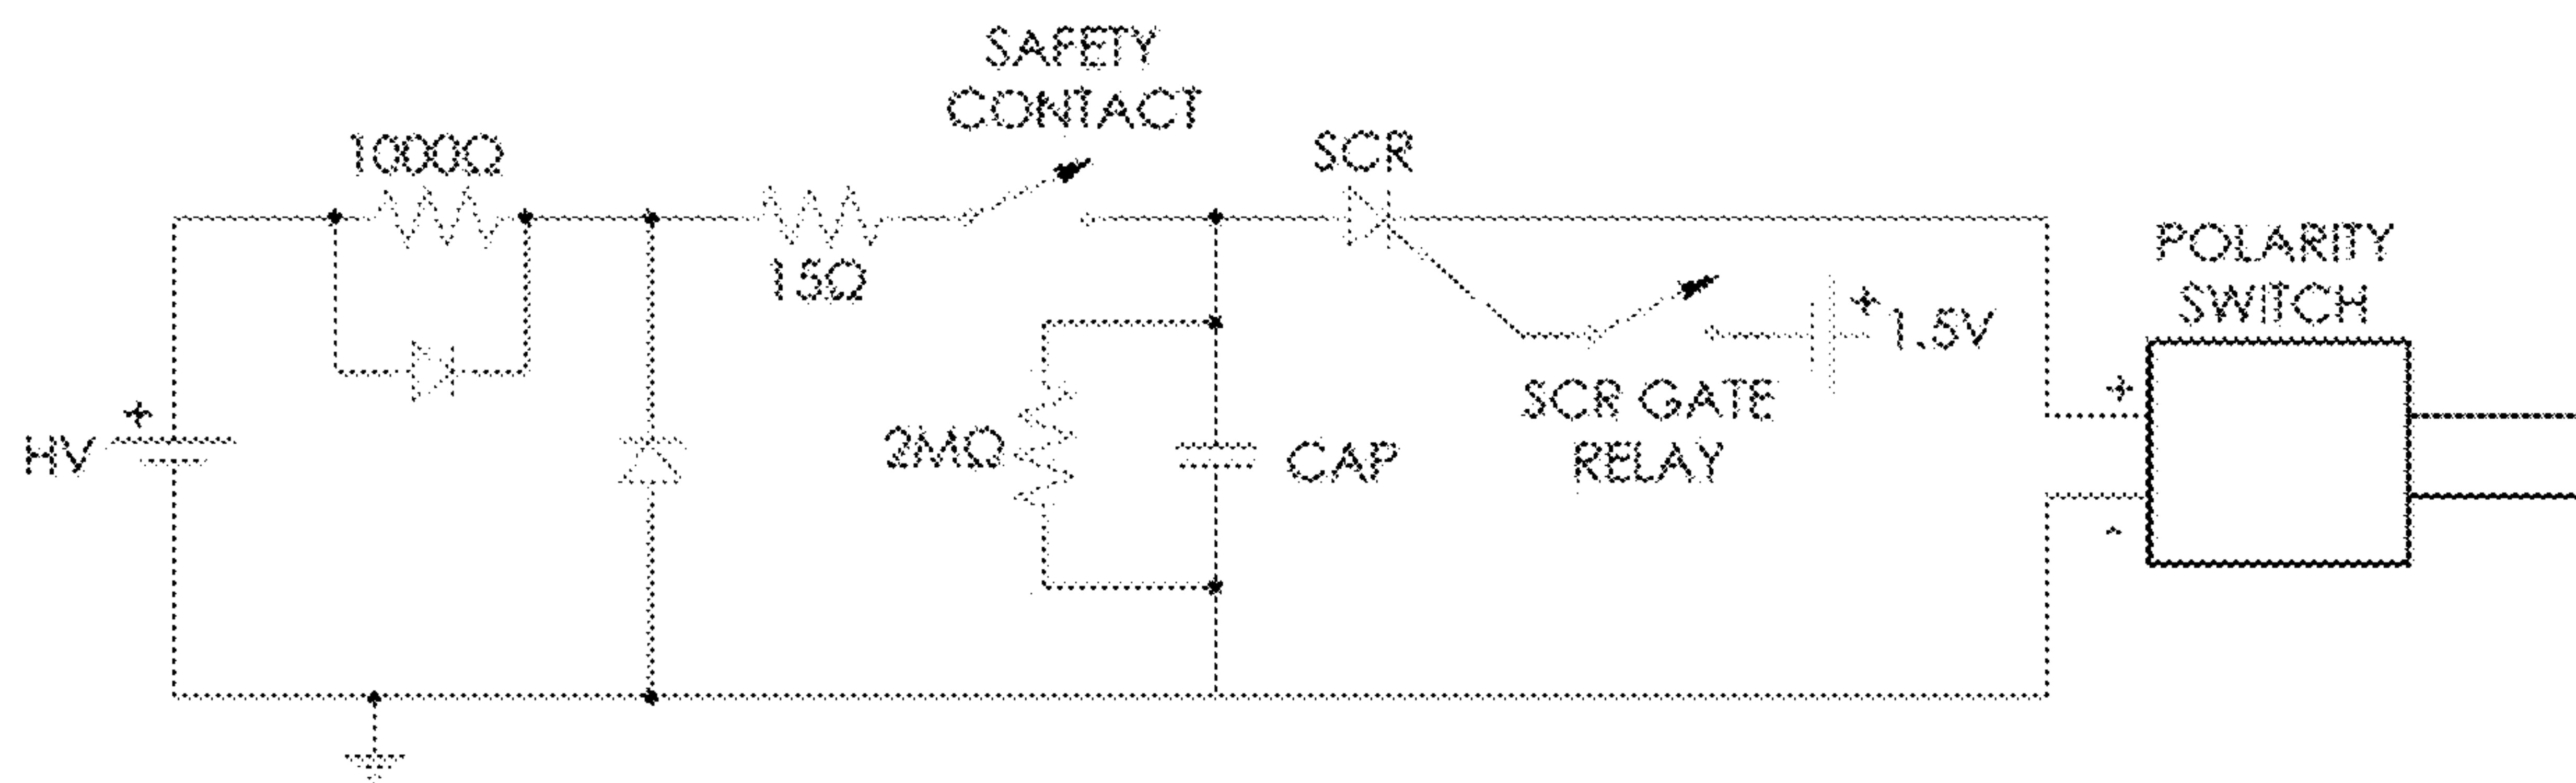 SAFETY
CONTACT
1000Ω
15Ω
SCR
POLARITY
SWITCH
+
1.5V
SCR GATE
RELAY
+
HV
2MΩ
CAP
+
-